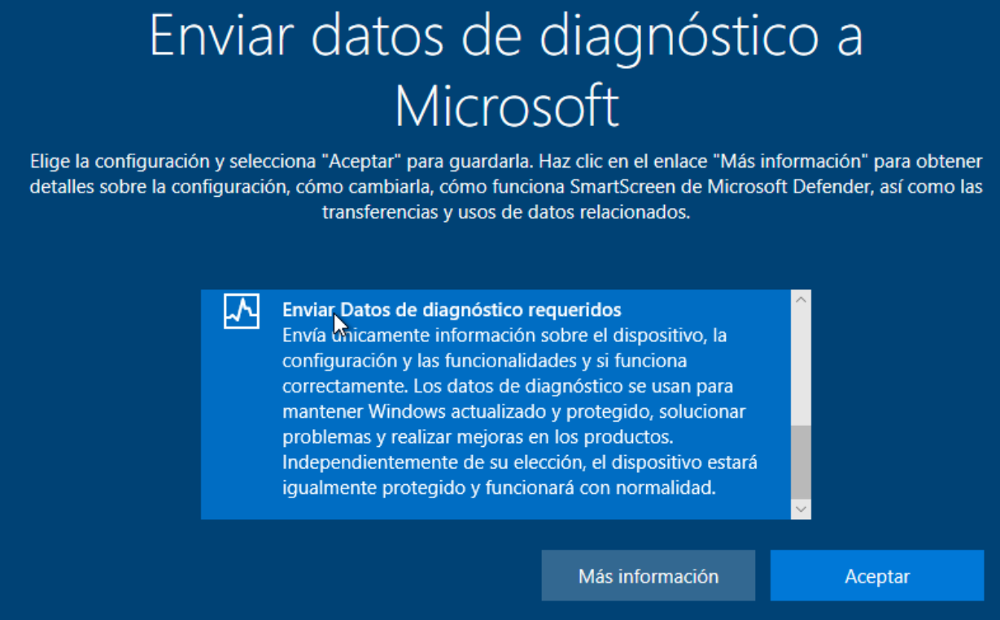 Enviar datos de diagnóstico a
Microsoft
Elige la configuración y selecciona "Aceptar" para guardarla. Haz clic en el enlace "Más información" para obtener
detalles sobre la configuración, cómo cambiarla, cómo funciona SmartScreen de Microsoft Defender, así como las
transferencias y usos de datos relacionados.
Enviar Datos de diagnóstico requeridos
Envía únicamente información sobre el dispositivo, la
configuración y las funcionalidades y si funciona
correctamente. Los datos de diagnóstico se usan para
mantener Windows actualizado y protegido, solucionar
problemas y realizar mejoras en los productos.
Independientemente de su elección, el dispositivo estará
igualmente protegido y funcionará con normalidad.
Más información
Aceptar